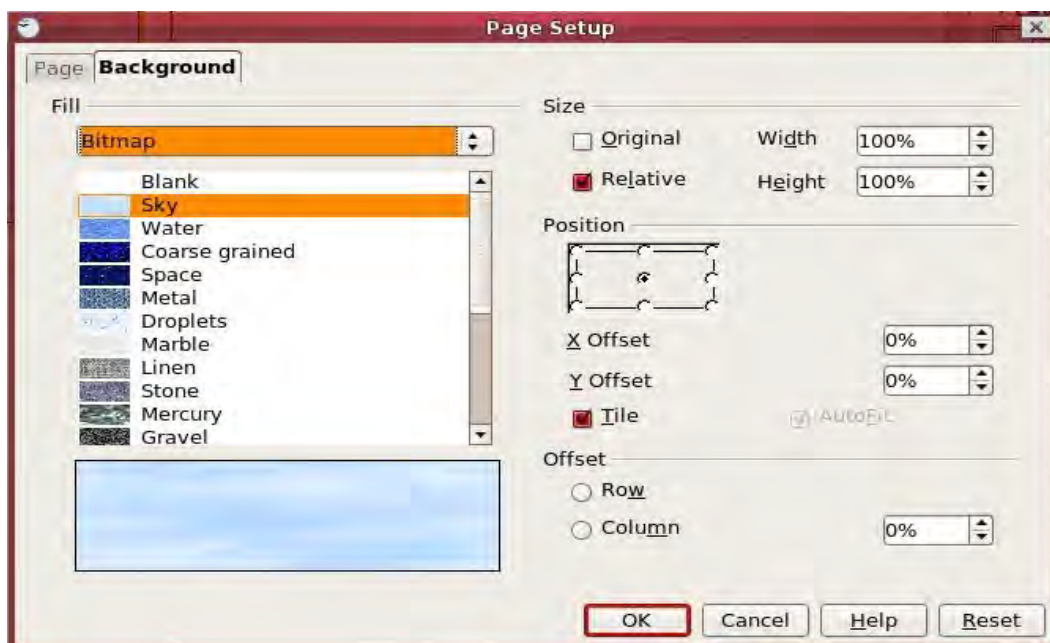 Page Setup
Page Background
Fill
Bitmap
Blank
Sky
Water
Coarse grained
Space
Metal
Droplets
Marble
Linen
Stone
Mercury
Gravel
Size
Original Width 100%
Relative Height 100%
Position
X Offset 0%
Y Offset 0%
Tile AutoFit
Offset
Row
Column 0%
OK Cancel Help Reset